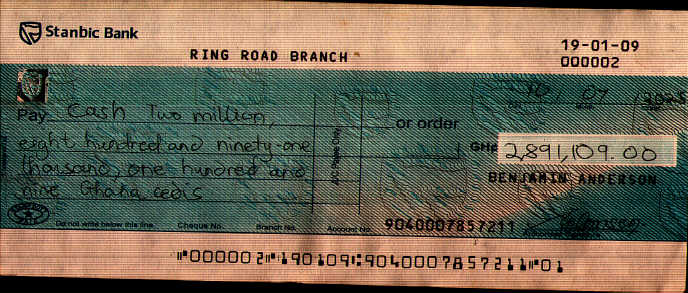 Stanbic Bank
RING ROAD BRANCH
19-01-09
000002
10 07
Pay Cash Two million,
or order
eight hundred and ninety-one
GH₵ 2,891,109.00
thousand, one hundred and
BENJAMIN ANDERSON
nine Ghana cedis
Do not write below this line. Cheque No. Branch No. Account No. 9040007857211
⑈000002⑈190109⑆9040007857211⑈01